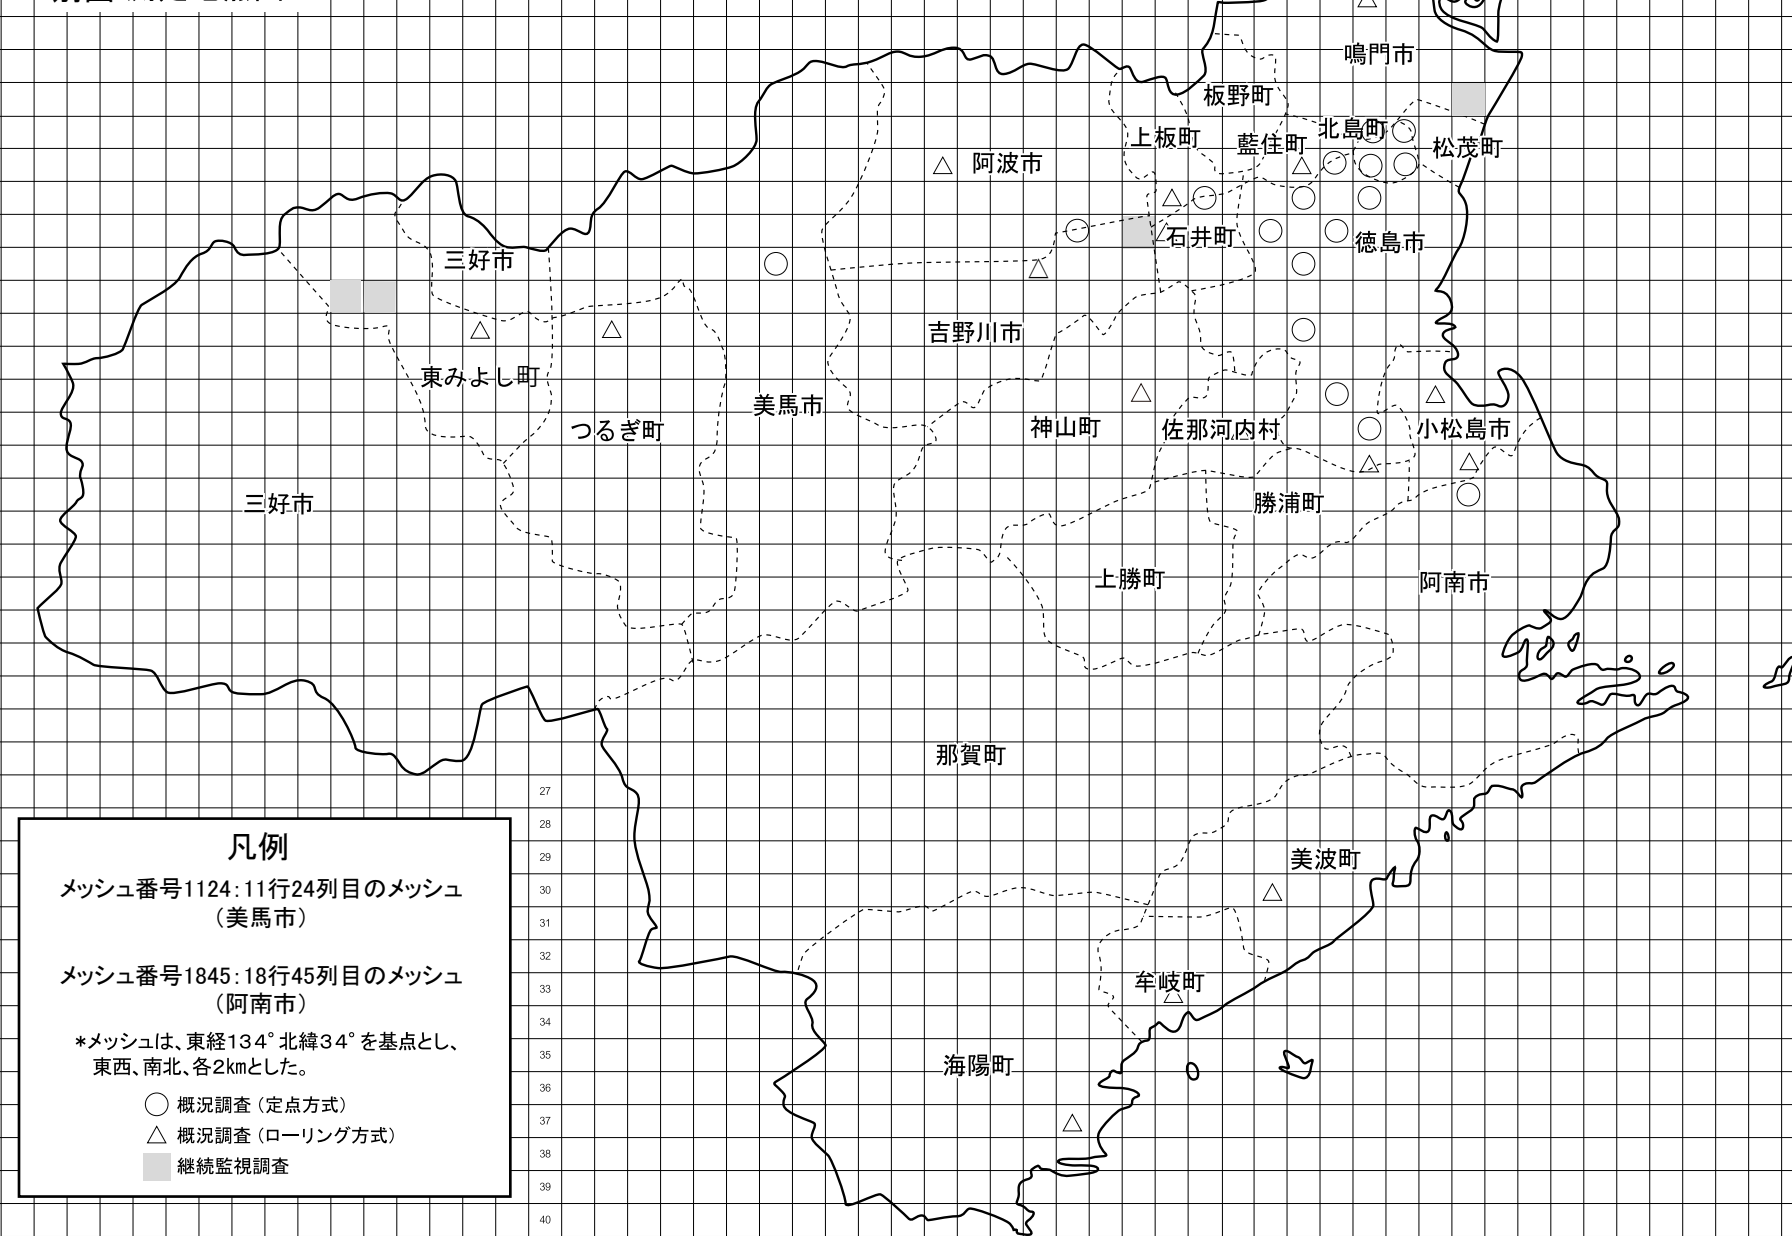 鳴門市
板野町
上板町
藍住町
北島町
松茂町
阿波市
石井町
徳島市
三好市
吉野川市
東みよし町
美馬市
つるぎ町
神山町
佐那河内村
小松島市
三好市
勝浦町
上勝町
阿南市
那賀町
美波町
牟岐町
海陽町
27
28
29
30
31
32
33
34
35
36
37
38
39
40
凡例
メッシュ番号1124：11行24列目のメッシュ
（美馬市）
メッシュ番号1845：18行45列目のメッシュ
（阿南市）
＊メッシュは、東経１３４°北緯３４°を基点とし、
東西、南北、各２kmとした。
○ 概況調査（定点方式）
△ 概況調査（ローリング方式）
継続監視調査